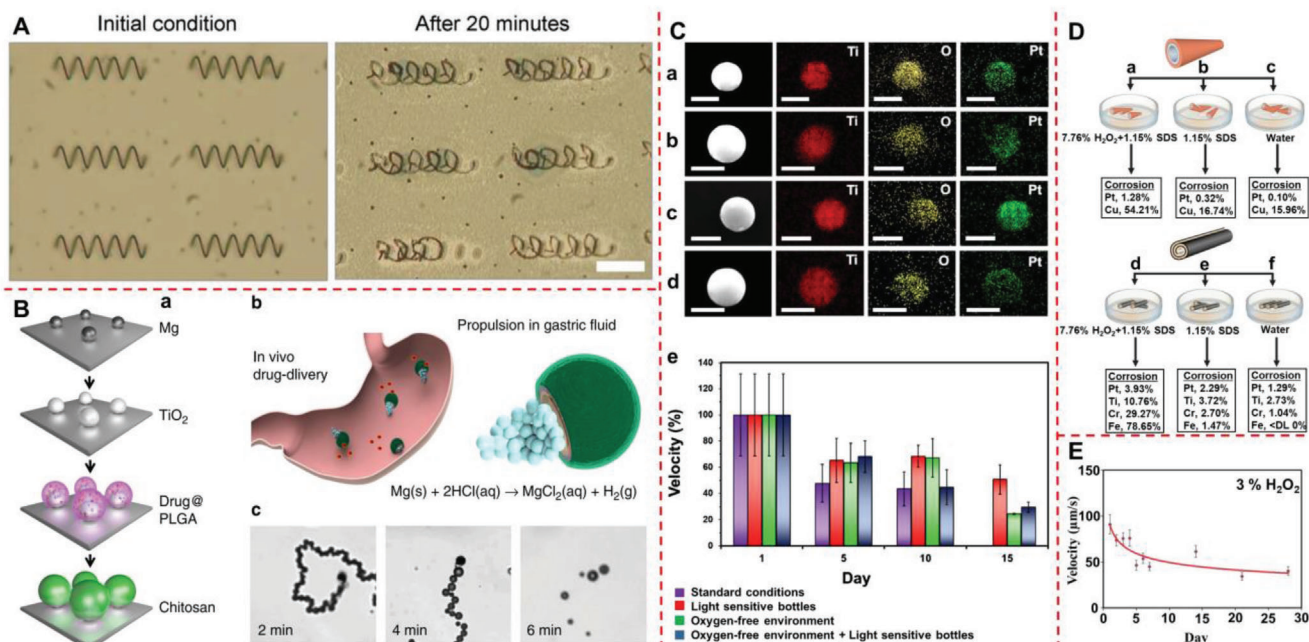 A
Initial condition
After 20 minutes
B
a
Mg
TiO2
Drug@
PLGA
Chitosan
b
In vivo
drug-dlivery
Propulsion in gastric fluid
Mg(s) + 2HCl(aq) → MgCl2(aq) + H2(g)
c
2 min
4 min
6 min
C
a
Ti
O
Pt
b
Ti
O
Pt
c
Ti
O
Pt
d
Ti
O
Pt
e
Velocity (%)
140
120
100
80
60
40
20
0
1
5
10
15
Day
Standard conditions
Light sensitive bottles
Oxygen-free environment
Oxygen-free environment + Light sensitive bottles
D
a
b
c
7.76% H2O2+1.15% SDS
1.15% SDS
Water
Corrosion
Pt, 1.28%
Cu, 54.21%
Corrosion
Pt, 0.32%
Cu, 16.74%
Corrosion
Pt, 0.10%
Cu, 15.96%
d
e
f
7.76% H2O2+1.15% SDS
1.15% SDS
Water
Corrosion
Pt, 3.93%
Ti, 10.76%
Cr, 29.27%
Fe, 78.65%
Corrosion
Pt, 2.29%
Ti, 3.72%
Cr, 2.70%
Fe, 1.47%
Corrosion
Pt, 1.29%
Ti, 2.73%
Cr, 1.04%
Fe, <DL 0%
E
3 % H2O2
Velocity (µm/s)
150
100
50
0
0
5
10
15
20
25
30
Day